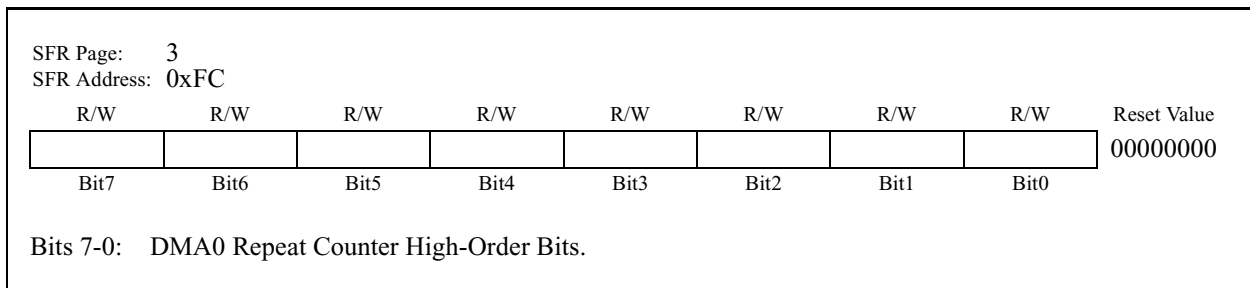 SFR Page: 3
SFR Address: 0xFC
R/W R/W R/W R/W R/W R/W R/W R/W Reset Value
00000000
Bit7 Bit6 Bit5 Bit4 Bit3 Bit2 Bit1 Bit0
Bits 7-0: DMA0 Repeat Counter High-Order Bits.